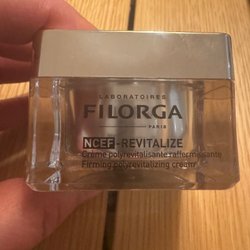 LABORATOIRES
FILORGA
PARIS
NCEF-REVITALIZE
Crème polyrevitalisante raffermissante
Firming polyrevitalizing cream